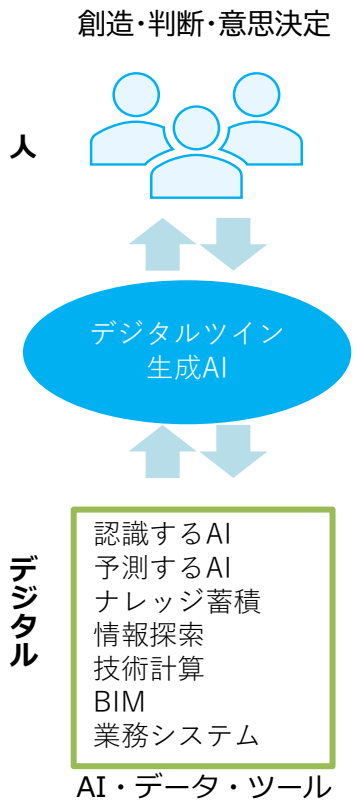 創造･判断･意思決定
人
デジタルツイン
生成AI
デジタル
認識するAI
予測するAI
ナレッジ蓄積
情報探索
技術計算
BIM
業務システム
AI・データ・ツール